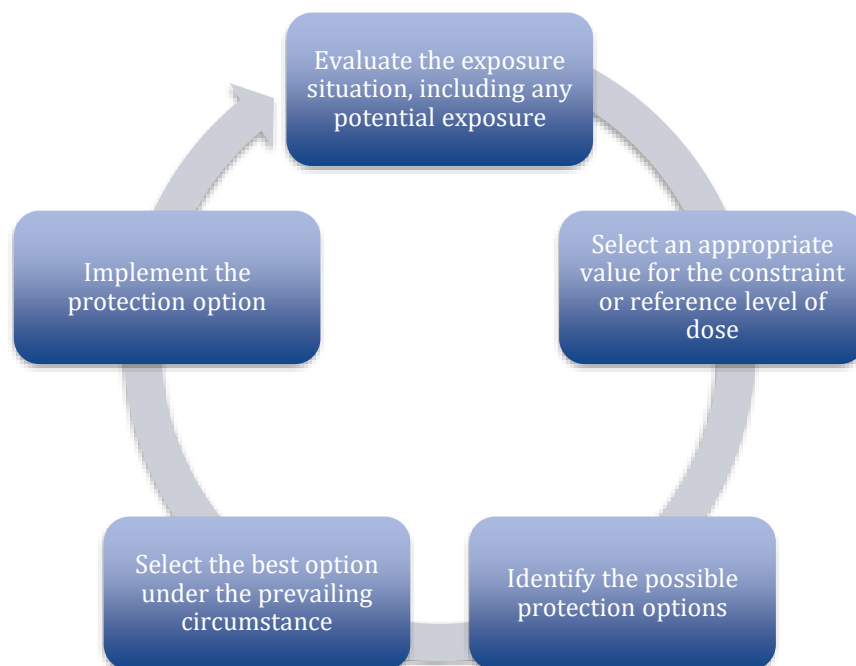 Evaluate the exposure
situation, including any
potential exposure
Select an appropriate
value for the constraint
or reference level of
dose
Identify the possible
protection options
Select the best option
under the prevailing
circumstance
Implement the
protection option